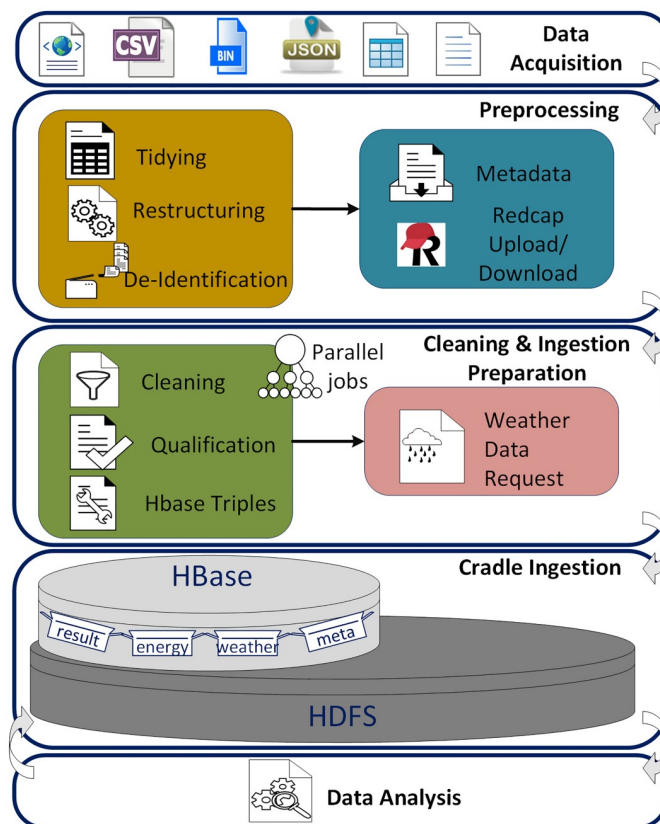 Data
Acquisition
CSV
BIN
JSON
Preprocessing
Tidying
Restructuring
De-Identification
Metadata
R
Redcap
Upload/
Download
Cleaning & Ingestion
Preparation
Parallel
jobs
Cleaning
Qualification
Hbase Triples
Weather
Data
Request
Cradle Ingestion
HBase
result
energy
weather
meta
HDFS
Data Analysis